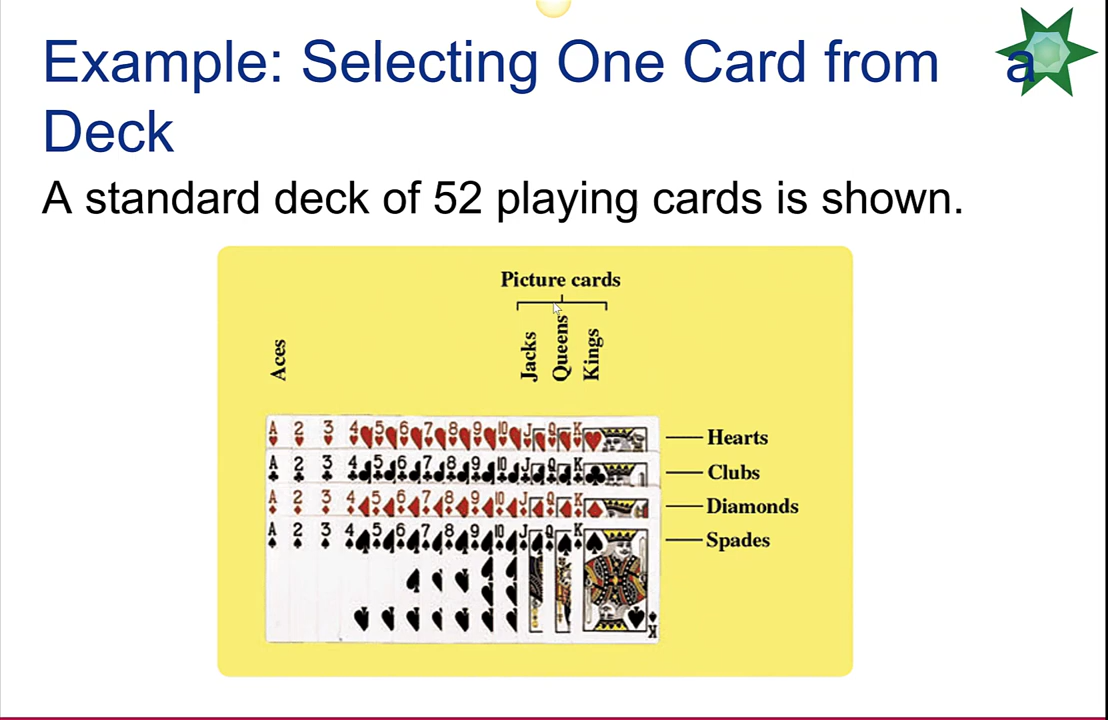 Example: Selecting One Card from a
Deck
A standard deck of 52 playing cards is shown.
Picture cards
Aces
Jacks
Queens
Kings
A 2 3 4 5 6 7 8 9 10 J Q K
Hearts
A 2 3 4 5 6 7 8 9 10 J Q K
Clubs
A 2 3 4 5 6 7 8 9 10 J Q K
Diamonds
A 2 3 4 5 6 7 8 9 10 J Q K
Spades
K